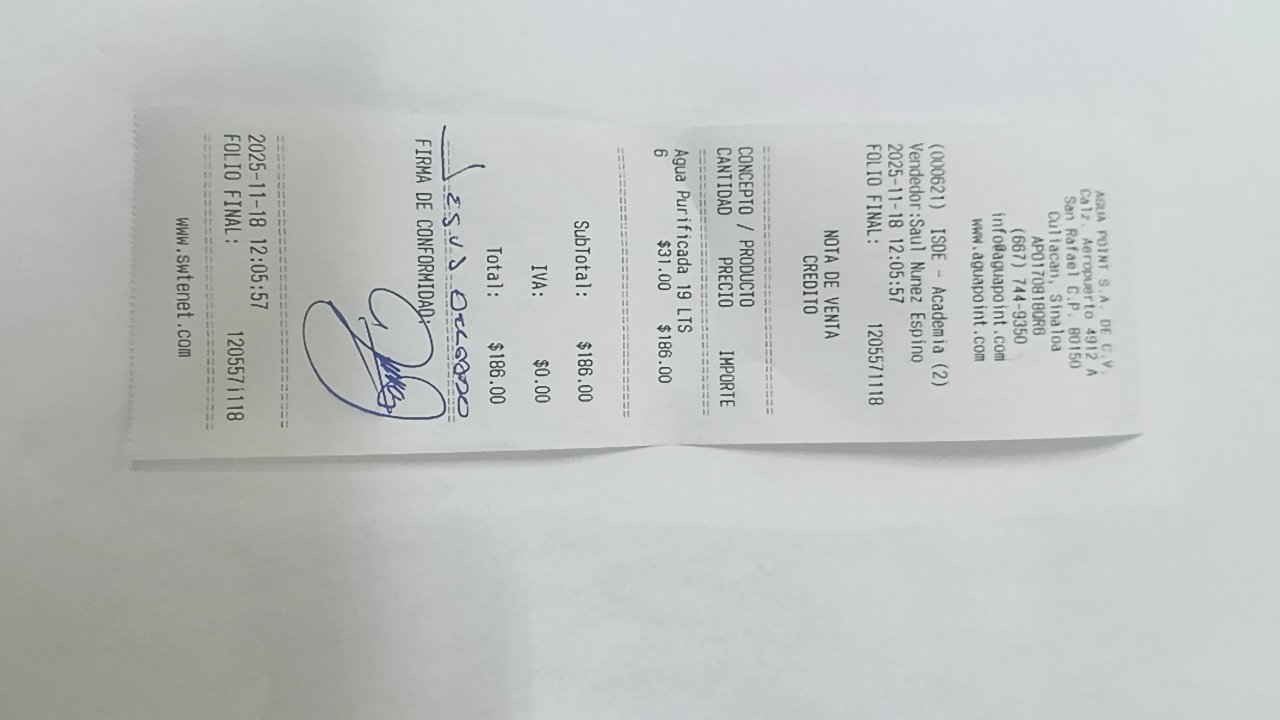 AGUA POINT S.A. DE C.V.
Calz. Aeropuerto 4912 A
San Rafael C.P. 80150
Culiacan, Sinaloa
APO170818QR6
(667) 744-9350
info@aguapoint.com
www.aguapoint.com
(000621) ISDE - Academia (2)
Vendedor:Saul Nunez Espino
2025-11-18 12:05:57
FOLIO FINAL: 1205571118
NOTA DE VENTA
CREDITO
CONCEPTO / PRODUCTO
CANTIDAD PRECIO IMPORTE
Agua Purificada 19 LTS
6 $31.00 $186.00
SubTotal: $186.00
IVA: $0.00
Total: $186.00
Jesus
FIRMA DE CONFORMIDAD:
2025-11-18 12:05:57
FOLIO FINAL: 1205571118
www.swtenet.com